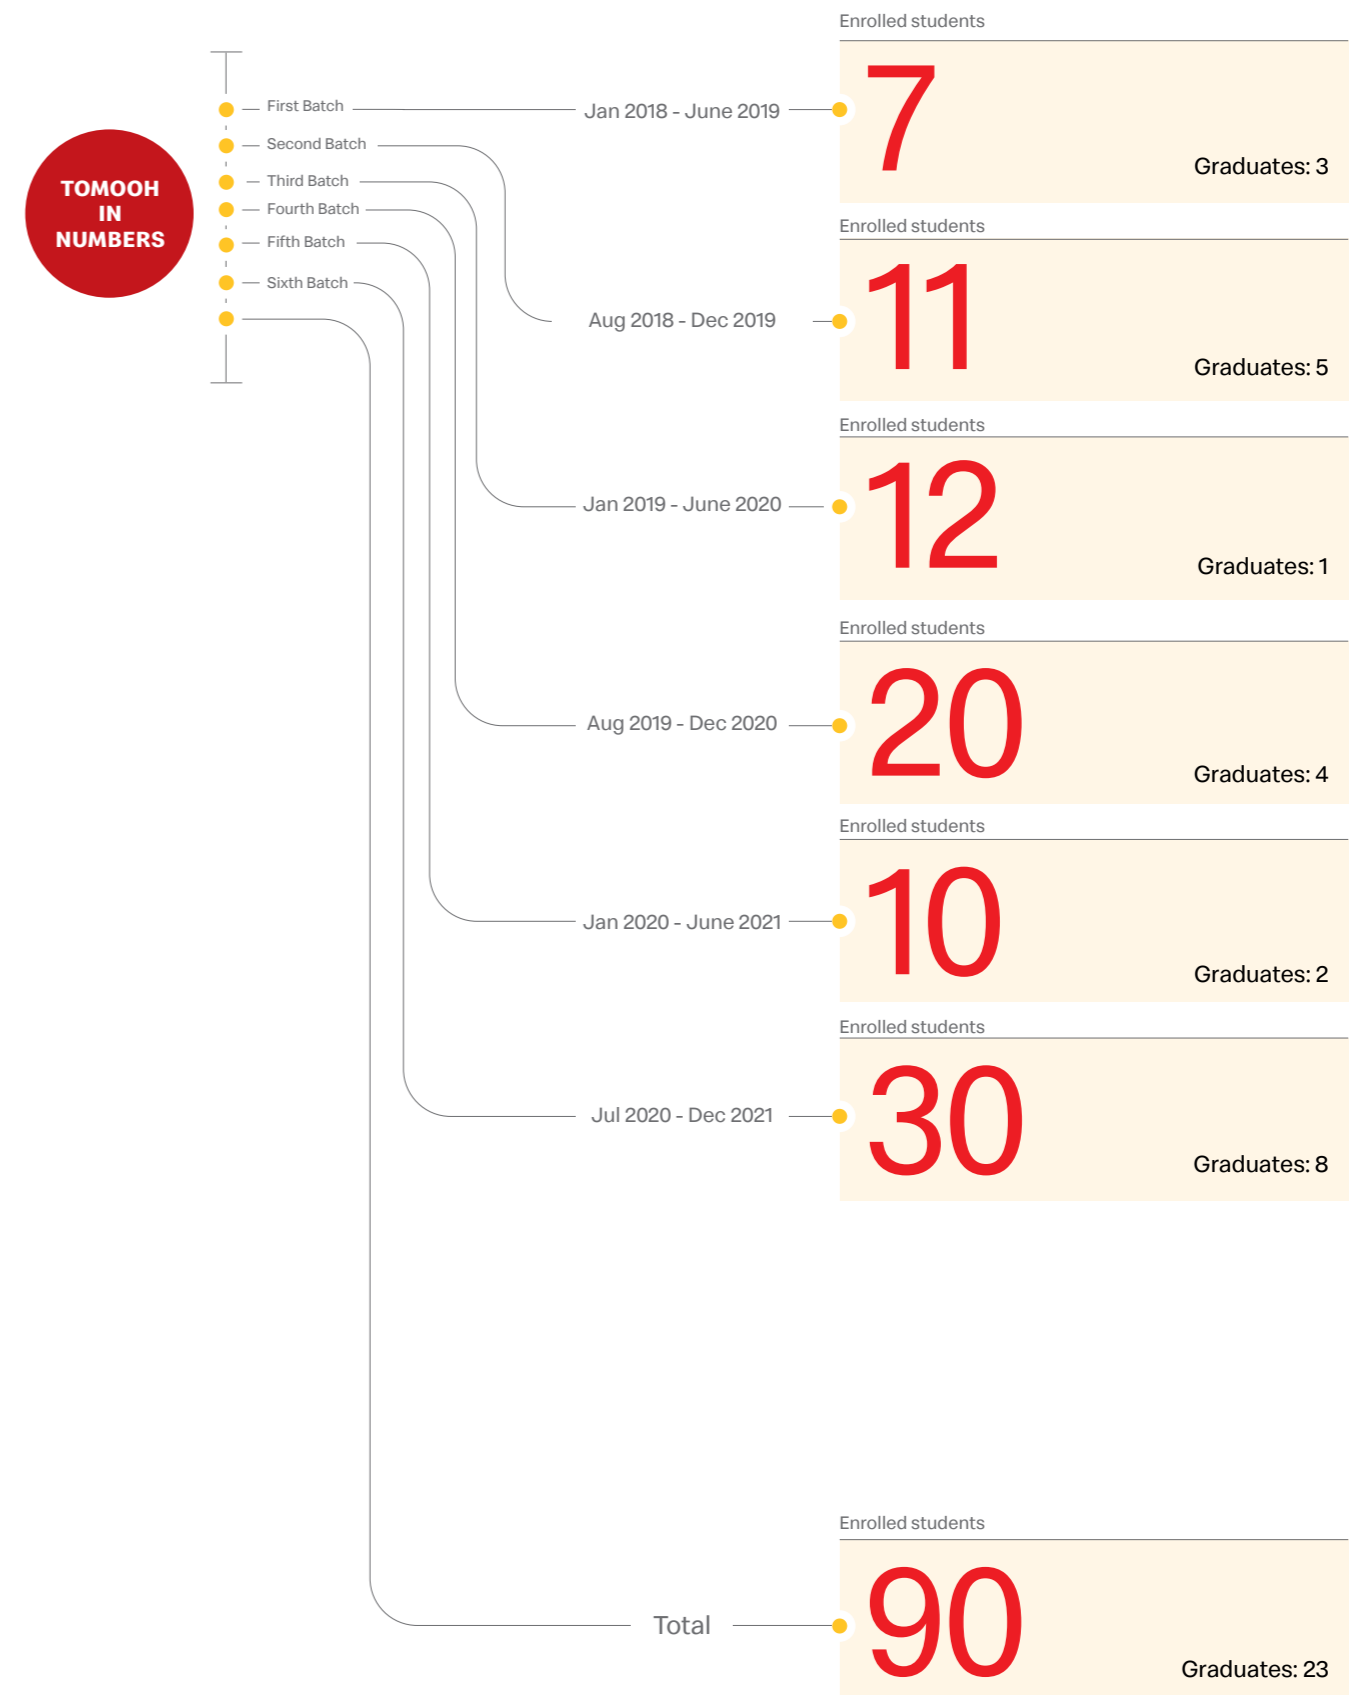 TOMOOH
IN
NUMBERS
First Batch
Second Batch
Third Batch
Fourth Batch
Fifth Batch
Sixth Batch
Jan 2018 - June 2019
Enrolled students
7
Graduates: 3
Aug 2018 - Dec 2019
Enrolled students
11
Graduates: 5
Jan 2019 - June 2020
Enrolled students
12
Graduates: 1
Aug 2019 - Dec 2020
Enrolled students
20
Graduates: 4
Jan 2020 - June 2021
Enrolled students
10
Graduates: 2
Jul 2020 - Dec 2021
Enrolled students
30
Graduates: 8
Total
Enrolled students
90
Graduates: 23